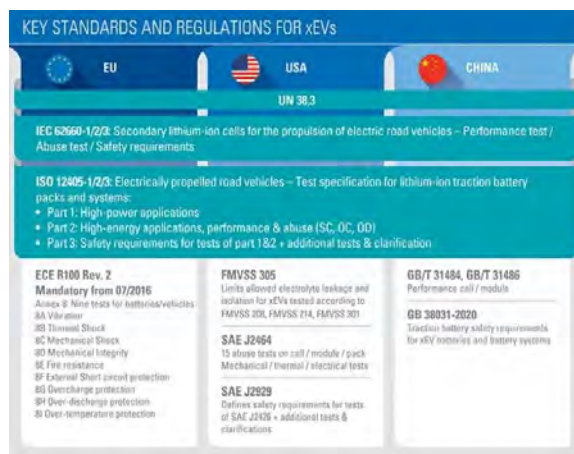 KEY STANDARDS AND REGULATIONS FOR xEVs
EU
USA
CHINA
UN 38.3
IEC 62660-1/2/3: Secondary lithium-ion cells for the propulsion of electric road vehicles – Performance test /
Abuse test / Safety requirements
ISO 12405-1/2/3: Electrically propelled road vehicles – Test specification for lithium-ion traction battery
packs and systems:
• Part 1: High-power applications
• Part 2: High-energy applications, performance & abuse (SC, OC, OD)
• Part 3: Safety requirements for tests of part 1&2 + additional tests & clarification
ECE R100 Rev. 2
Mandatory from 07/2016
Annex 8: Nine tests for batteries/vehicles
8A Vibration
8B Thermal Shock
8C Mechanical Shock
8D Mechanical Integrity
8E Fire resistance
8F External Short circuit protection
8G Overcharge protection
8H Over-discharge protection
8I Over-temperature protection
FMVSS 305
Limits allowed electrolyte leakage and
isolation for xEVs tested according to
FMVSS 208, FMVSS 214, FMVSS 301
SAE J2464
15 abuse tests on cell / module / pack
Mechanical / thermal / electrical tests
SAE J2929
Defines safety requirements for tests
of SAE + additional tests &
clarifications
GB/T 31484, GB/T 31486
Performance cell / module
GB 38031-2020
Traction battery safety requirements
for xEV batteries and battery systems